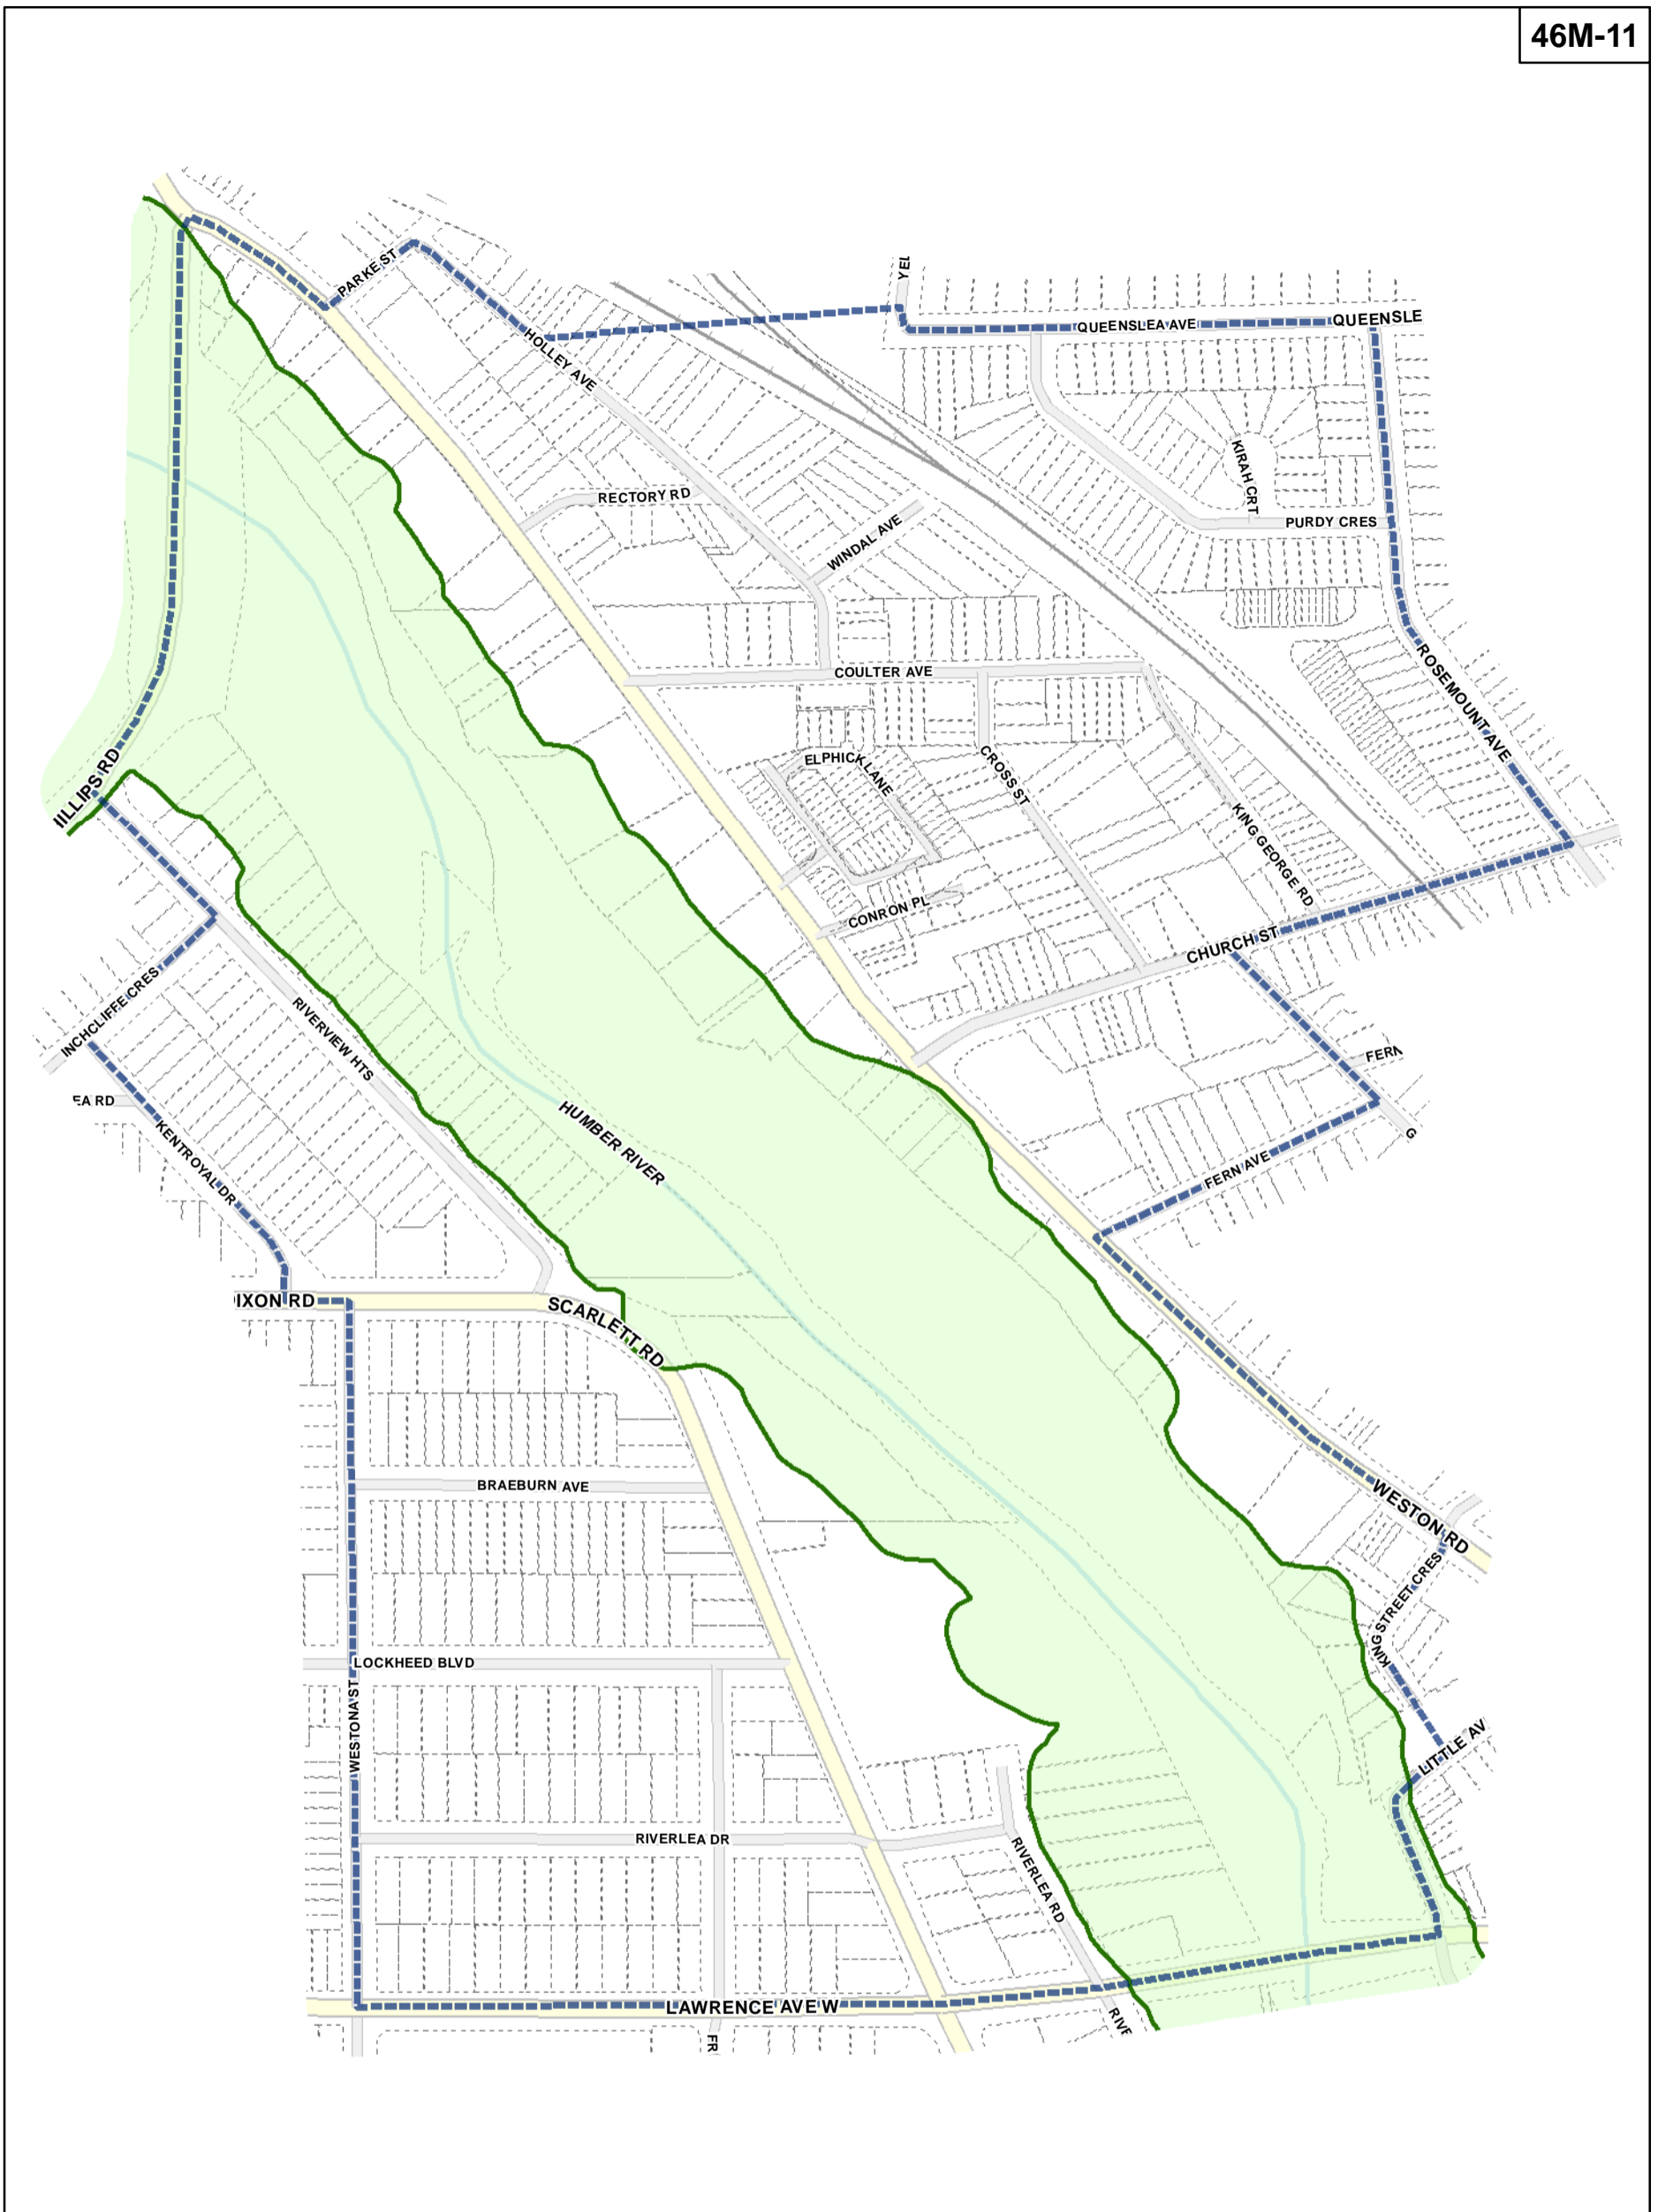 46M-11
YEL
PARKE ST
QUEENSLEA AVE
QUEENSLE
HOLLEY AVE
KIRAH CRT
RECTORY RD
PURDY CRES
WINDAL AVE
COULTER AVE
ROSEMOUNT AVE
ELPHICK LANE
CROSS ST
IILLIPS RD
KING GEORGE RD
CONRON PL
CHURCH ST
INCHCLIFFE CRES
RIVERVIEW HTS
FERN
EA RD
HUMBER RIVER
G
KENTROYAL DR
FERN AVE
IXON RD
SCARLETT RD
BRAEBURN AVE
WESTON RD
KING STREET CRES
LOCKHEED BLVD
WESTONA ST
LITTLE AV
RIVERLEA DR
RIVERLEA RD
LAWRENCE AVE W
RIVE
FR